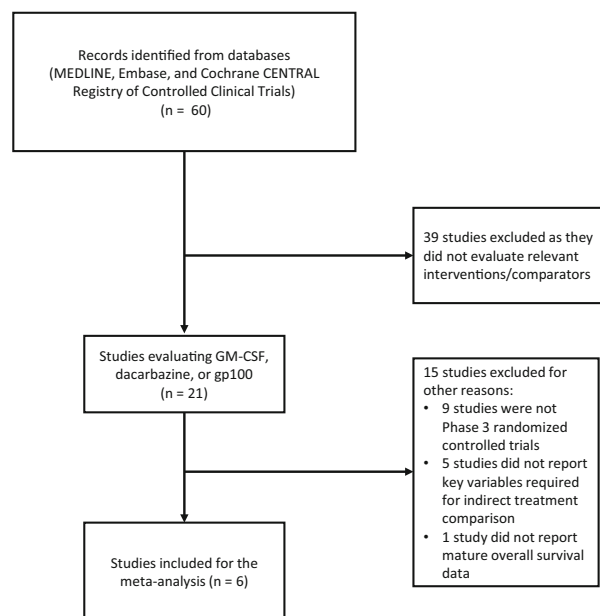 Records identified from databases
(MEDLINE, Embase, and Cochrane CENTRAL
Registry of Controlled Clinical Trials)
(n = 60)
39 studies excluded as they
did not evaluate relevant
interventions/comparators
Studies evaluating GM-CSF,
dacarbazine, or gp100
(n = 21)
15 studies excluded for
other reasons:
• 9 studies were not
Phase 3 randomized
controlled trials
• 5 studies did not report
key variables required
for indirect treatment
comparison
• 1 study did not report
mature overall survival
data
Studies included for the
meta-analysis (n = 6)